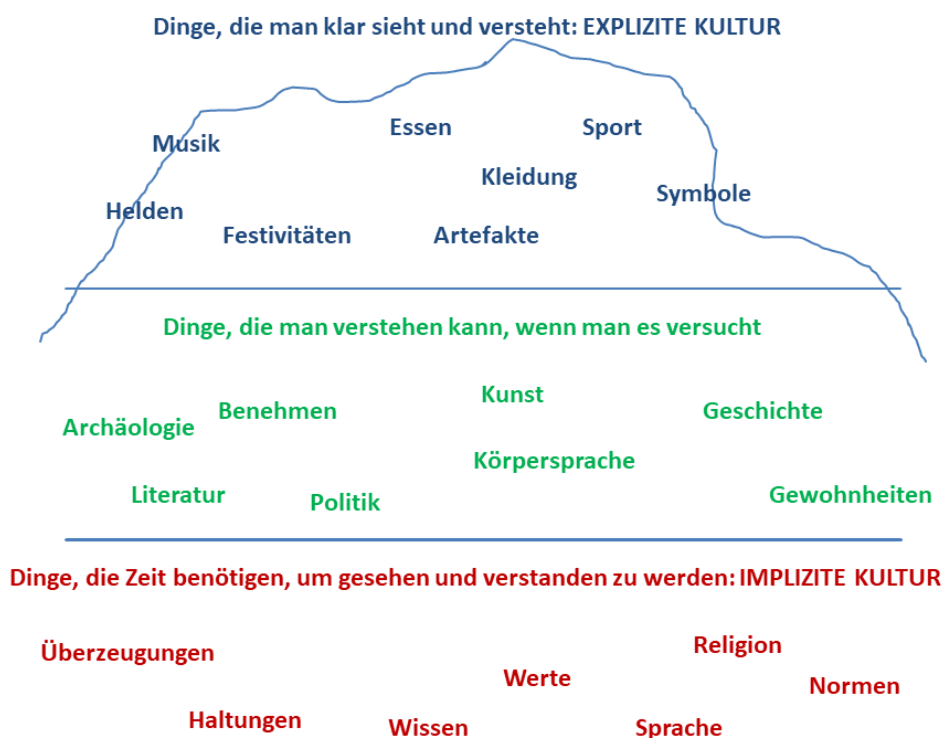 Dinge, die man klar sieht und versteht: EXPLIZITE KULTUR
Essen
Sport
Musik
Kleidung
Symbole
Helden
Festivitäten
Artefakte
Dinge, die man verstehen kann, wenn man es versucht
Kunst
Benehmen
Geschichte
Archäologie
Körpersprache
Literatur
Politik
Gewohnheiten
Dinge, die Zeit benötigen, um gesehen und verstanden zu werden: IMPLIZITE KULTUR
Überzeugungen
Religion
Werte
Normen
Haltungen
Wissen
Sprache